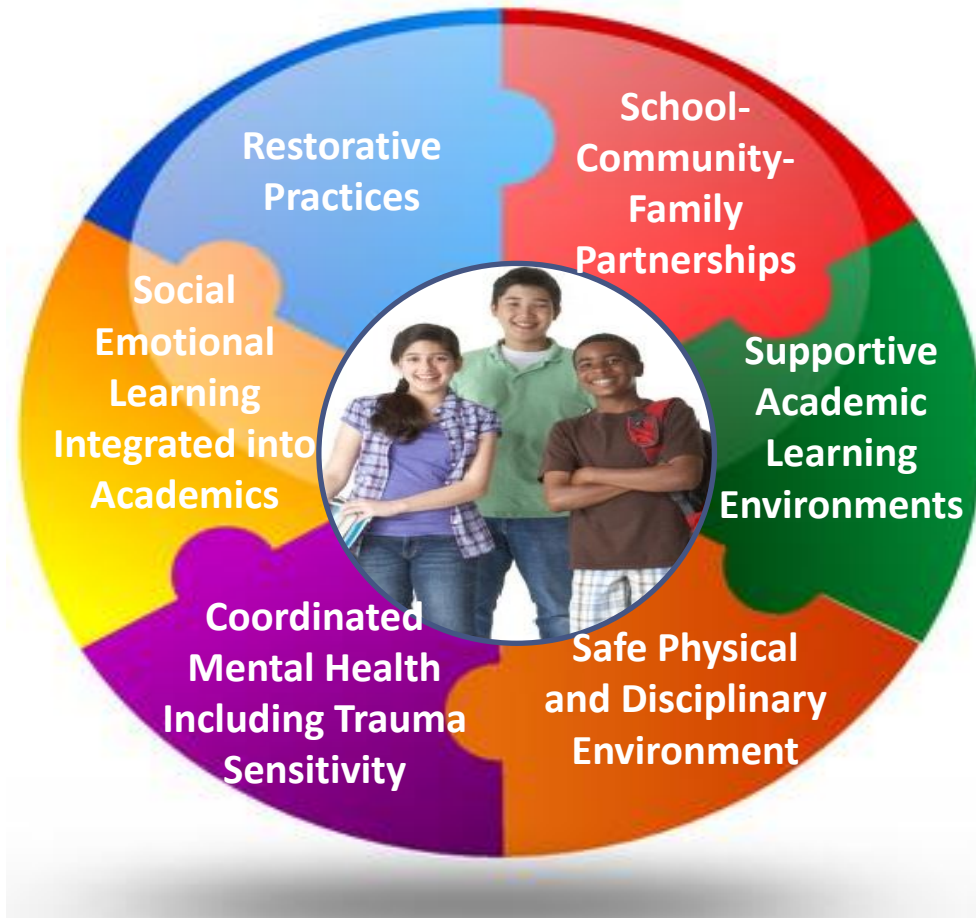 Restorative
Practices
School-
Community-
Family
Partnerships
Supportive
Academic
Learning
Environments
Safe Physical
and Disciplinary
Environment
Coordinated
Mental Health
Including Trauma
Sensitivity
Social
Emotional
Learning
Integrated into
Academics